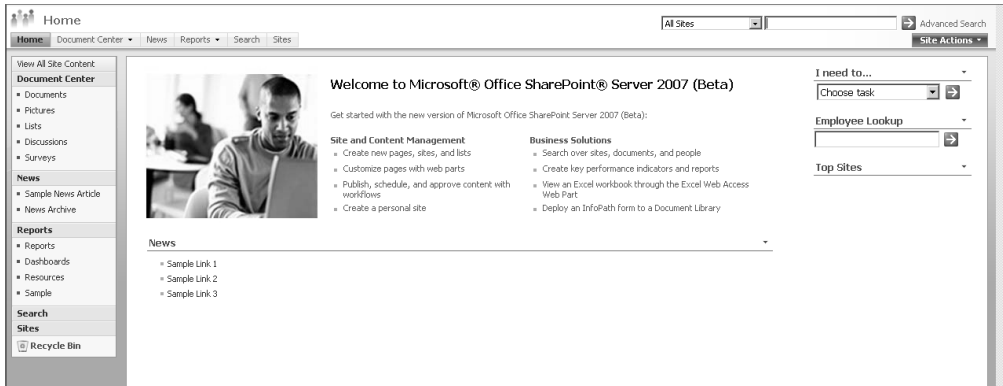 Home
All Sites
Advanced Search
Home Document Center News Reports Search Sites
Site Actions
View All Site Content
Document Center
Documents
Pictures
Lists
Discussions
Surveys
News
Sample News Article
News Archive
Reports
Reports
Dashboards
Resources
Sample
Search
Sites
Recycle Bin
Welcome to Microsoft® Office SharePoint® Server 2007 (Beta)
Get started with the new version of Microsoft Office SharePoint Server 2007 (Beta):
Site and Content Management
Create new pages, sites, and lists
Customize pages with web parts
Publish, schedule, and approve content with
workflows
Create a personal site
Business Solutions
Search over sites, documents, and people
Create key performance indicators and reports
View an Excel workbook through the Excel Web Access
Web Part
Deploy an InfoPath form to a Document Library
News
Sample Link 1
Sample Link 2
Sample Link 3
I need to...
Choose task
Employee Lookup
Top Sites